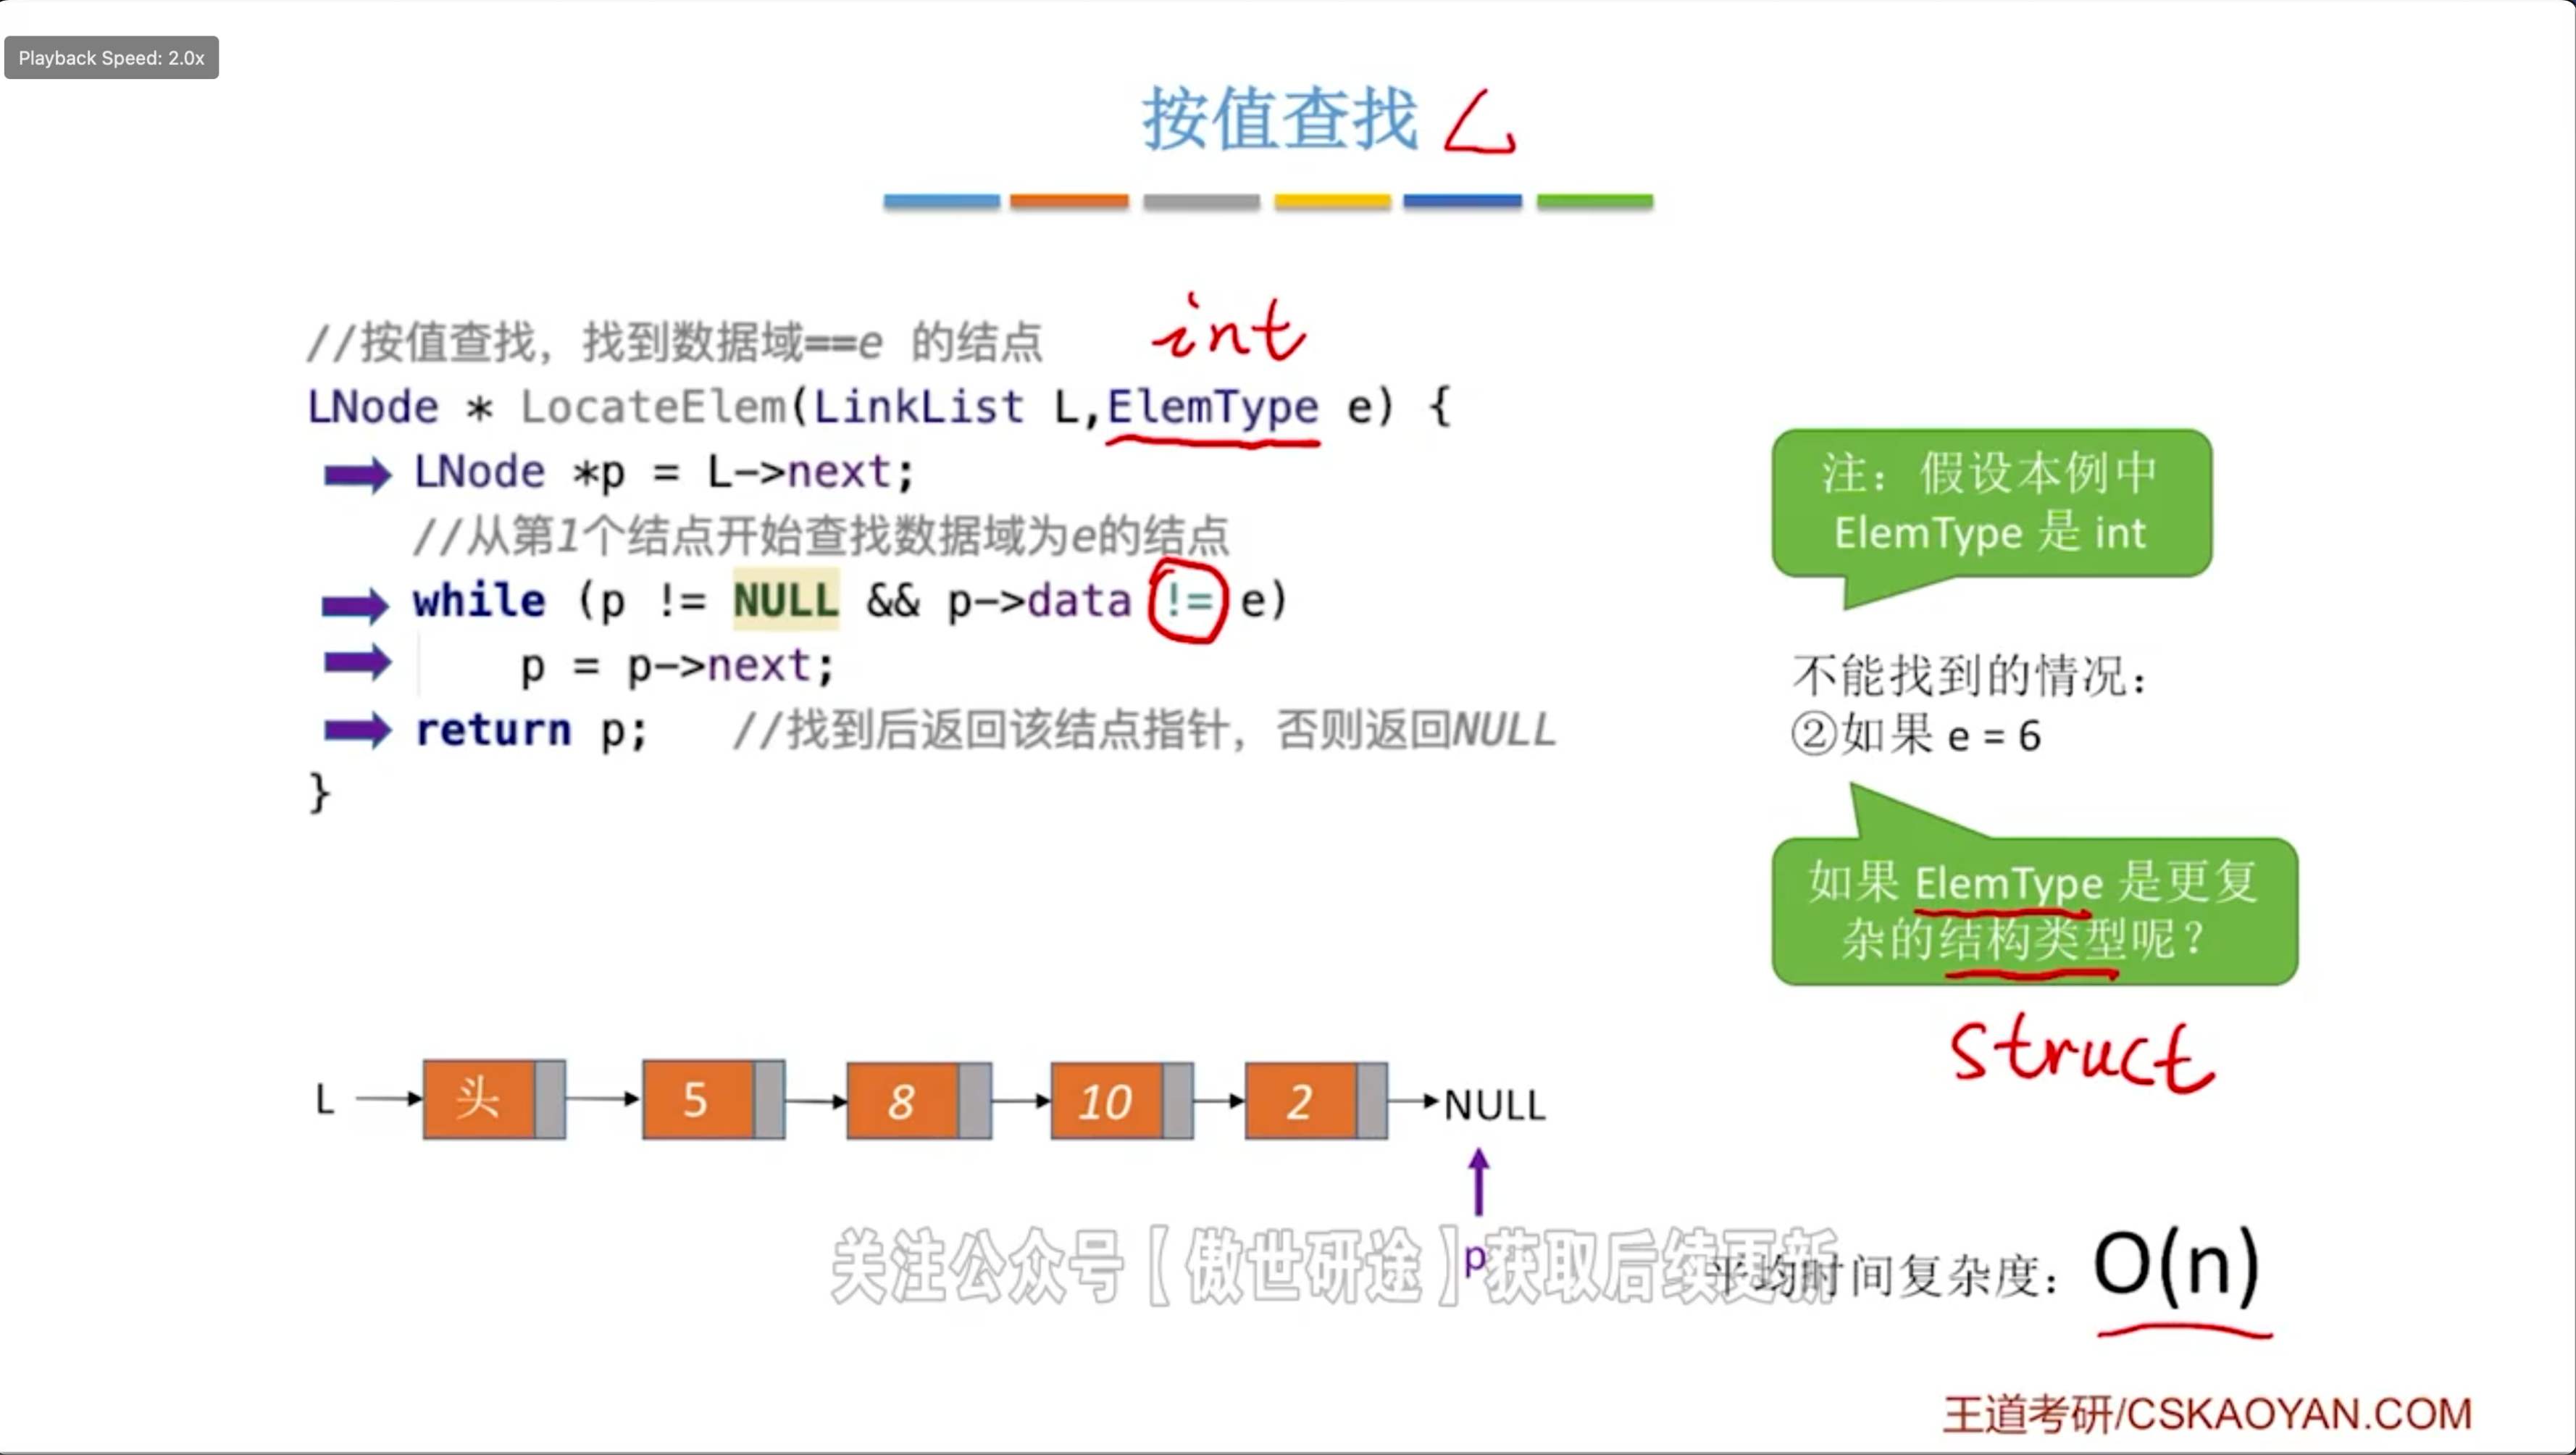 Playback Speed: 2.0x
按值查找
int
//按值查找，找到数据域==e 的结点
LNode * LocateElem(LinkList L,ElemType e) {
LNode *p = L->next;
//从第1个结点开始查找数据域为e的结点
while (p != NULL && p->data != e)
p = p->next;
return p; //找到后返回该结点指针，否则返回NULL
}
注：假设本例中
ElemType 是 int
不能找到的情况：
②如果 e = 6
如果 ElemType 是更复
杂的结构类型呢？
struct
L 头 5 8 10 2 NULL
p
关注公众号【傲世研途】获取后续更新
平均时间复杂度：O(n)
王道考研/CSKAOYAN.COM